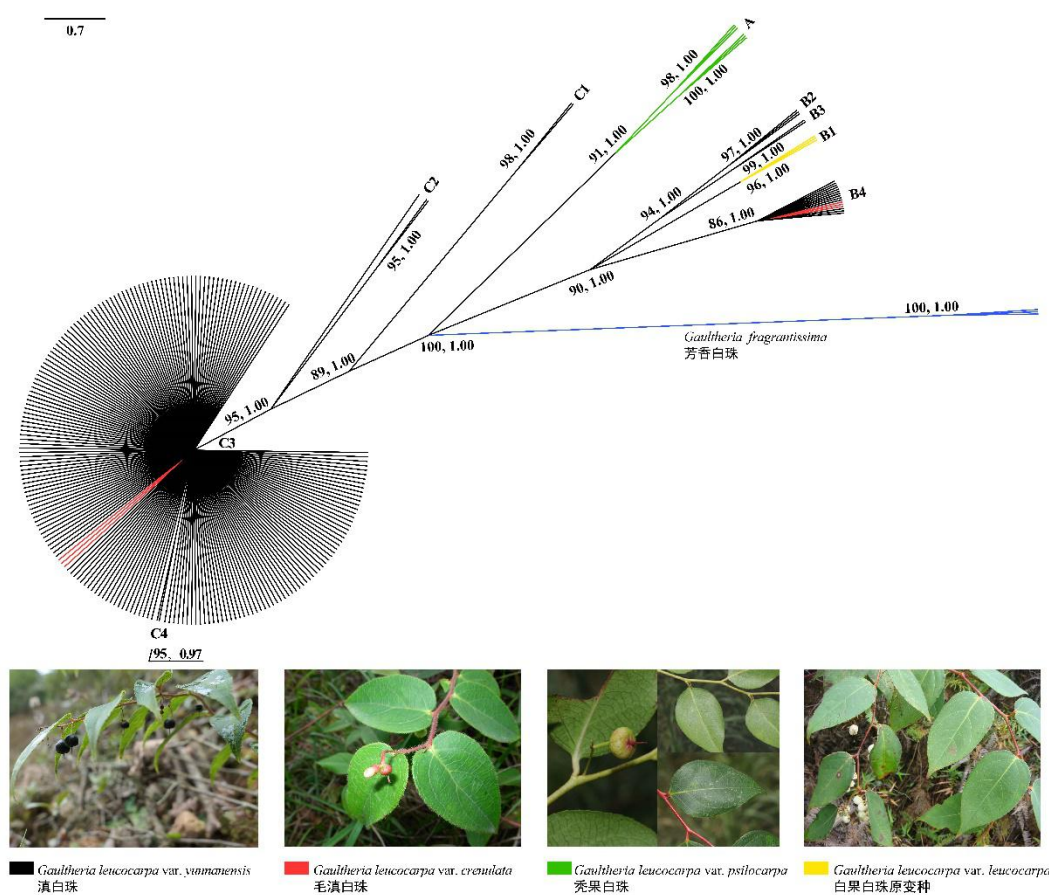 0.7
A
98, 1.00
100, 1.00
91, 1.00
C1
98, 1.00
B2
B3
B1
97, 1.00
99, 1.00
96, 1.00
94, 1.00
B4
86, 1.00
90, 1.00
C2
95, 1.00
100, 1.00
100, 1.00
Gaultheria fragrantissima
芳香白珠
89, 1.00
95, 1.00
C3
C4
/95, 0.97
Gaultheria leucocarpa var. yunnanensis
滇白珠
Gaultheria leucocarpa var. crenulata
毛滇白珠
Gaultheria leucocarpa var. psilocarpa
秃果白珠
Gaultheria leucocarpa var. leucocarpa
白果白珠原变种